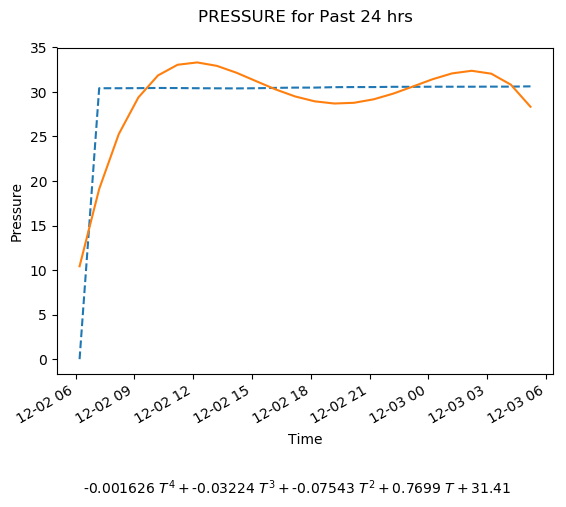 PRESSURE for Past 24 hrs
35
30
25
20
15
10
5
0
Pressure
12-02 06 12-02 09 12-02 12 12-02 15 12-02 18 12-02 21 12-03 00 12-03 03 12-03 06
Time
-0.001626 T⁴ + -0.03224 T³ + -0.07543 T² + 0.7699 T + 31.41